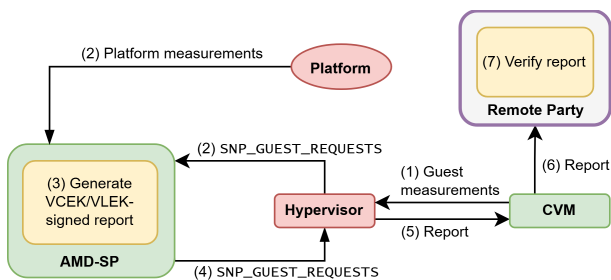 (2) Platform measurements
Platform
(7) Verify report
Remote Party
(2) SNP_GUEST_REQUESTS
(3) Generate
VCEK/VLEK-
signed report
AMD-SP
(1) Guest
measurements
(6) Report
Hypervisor
CVM
(5) Report
(4) SNP_GUEST_REQUESTS